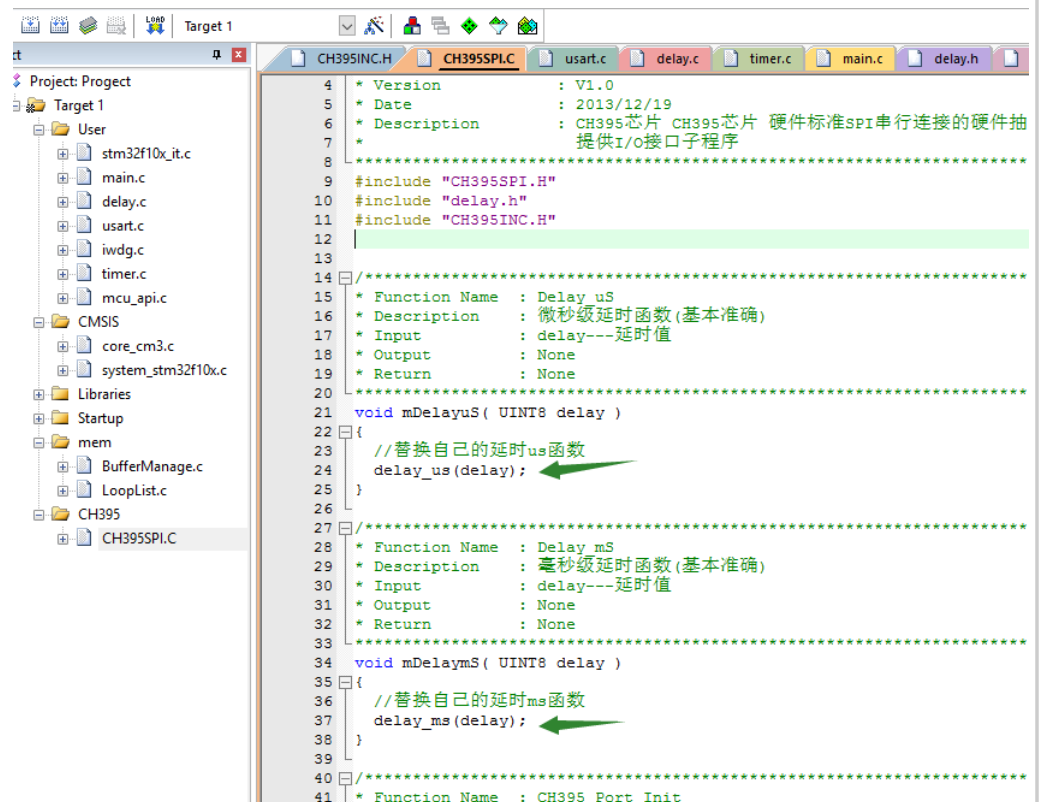 LOAD Target 1
ct
Project: Progect
Target 1
User
stm32f10x_it.c
main.c
delay.c
usart.c
iwdg.c
timer.c
mcu_api.c
CMSIS
core_cm3.c
system_stm32f10x.c
Libraries
Startup
mem
BufferManage.c
LoopList.c
CH395
CH395SPI.C
CH395INC.H CH395SPI.C usart.c delay.c timer.c main.c delay.h
4 * Version : V1.0
5 * Date : 2013/12/19
6 * Description : CH395芯片 CH395芯片 硬件标准SPI串行连接的硬件抽
7 * 提供I/O接口子程序
8 **********************************************************************
9 #include "CH395SPI.H"
10 #include "delay.h"
11 #include "CH395INC.H"
12
13
14 /*********************************************************************
15 * Function Name : Delay_uS
16 * Description : 微秒级延时函数(基本准确)
17 * Input : delay---延时值
18 * Output : None
19 * Return : None
20 **********************************************************************
21 void mDelayuS( UINT8 delay )
22 {
23 //替换自己的延时us函数
24 delay_us(delay);
25 }
26
27 /*********************************************************************
28 * Function Name : Delay_mS
29 * Description : 毫秒级延时函数(基本准确)
30 * Input : delay---延时值
31 * Output : None
32 * Return : None
33 **********************************************************************
34 void mDelaymS( UINT8 delay )
35 {
36 //替换自己的延时ms函数
37 delay_ms(delay);
38 }
39
40 /*********************************************************************
41 * Function Name : CH395_Port_Init